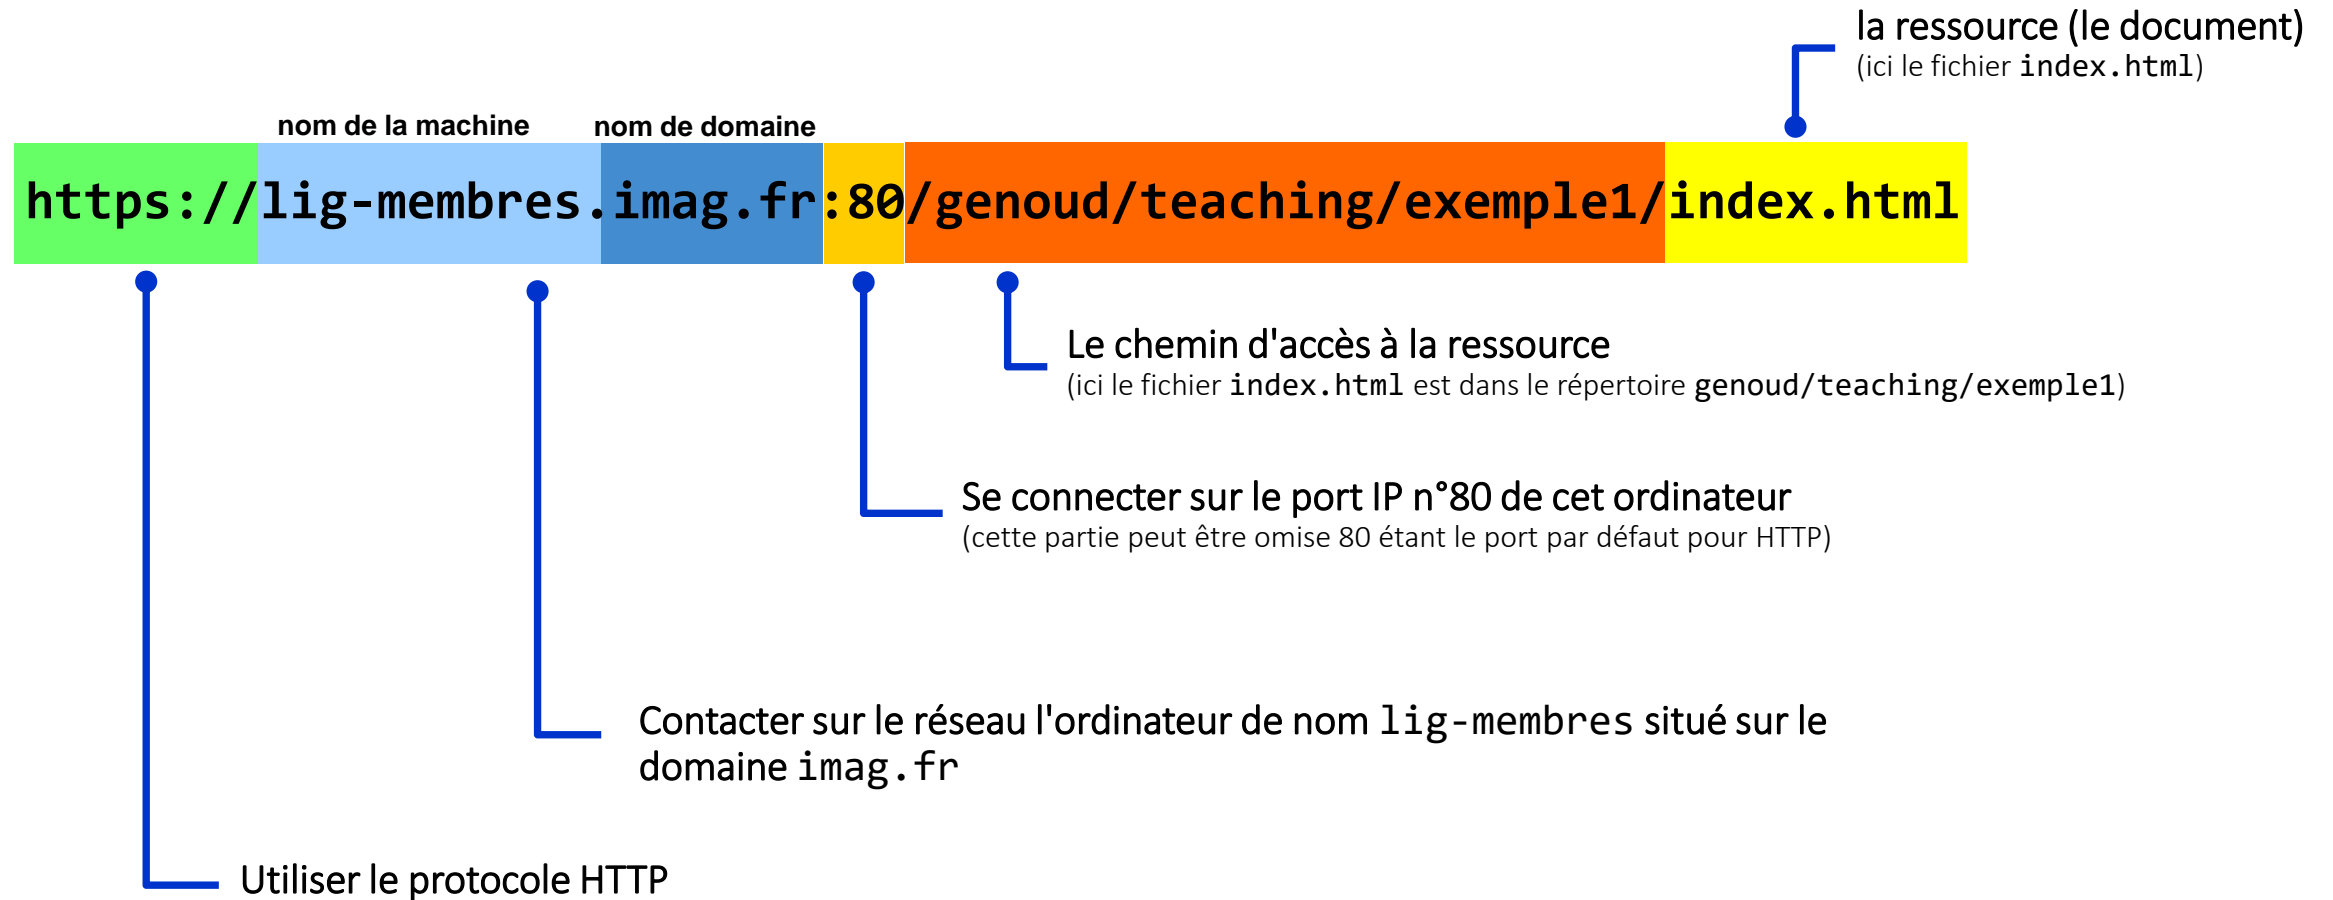 la ressource (le document)
(ici le fichier index.html)
nom de la machine
nom de domaine
https://lig-membres.imag.fr:80/genoud/teaching/exemple1/index.html
Le chemin d'accès à la ressource
(ici le fichier index.html est dans le répertoire genoud/teaching/exemple1)
Se connecter sur le port IP n°80 de cet ordinateur
(cette partie peut être omise 80 étant le port par défaut pour HTTP)
Contacter sur le réseau l'ordinateur de nom lig-membres situé sur le
domaine imag.fr
Utiliser le protocole HTTP